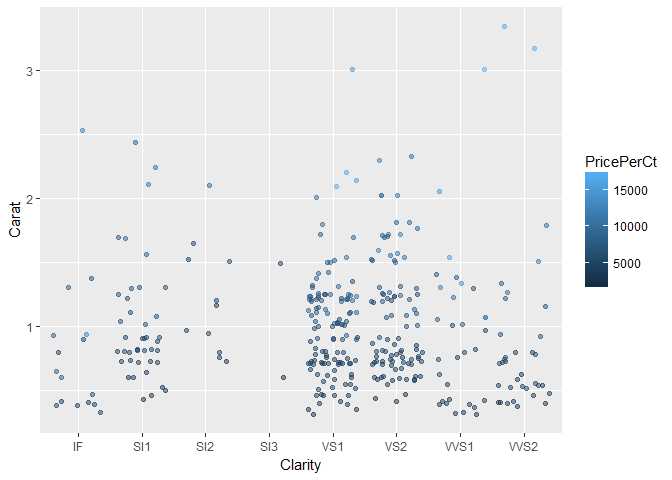 PricePerCt
15000
10000
5000
3
2
1
Carat
IF
SI1
SI2
SI3
VS1
VS2
VVS1
VVS2
Clarity